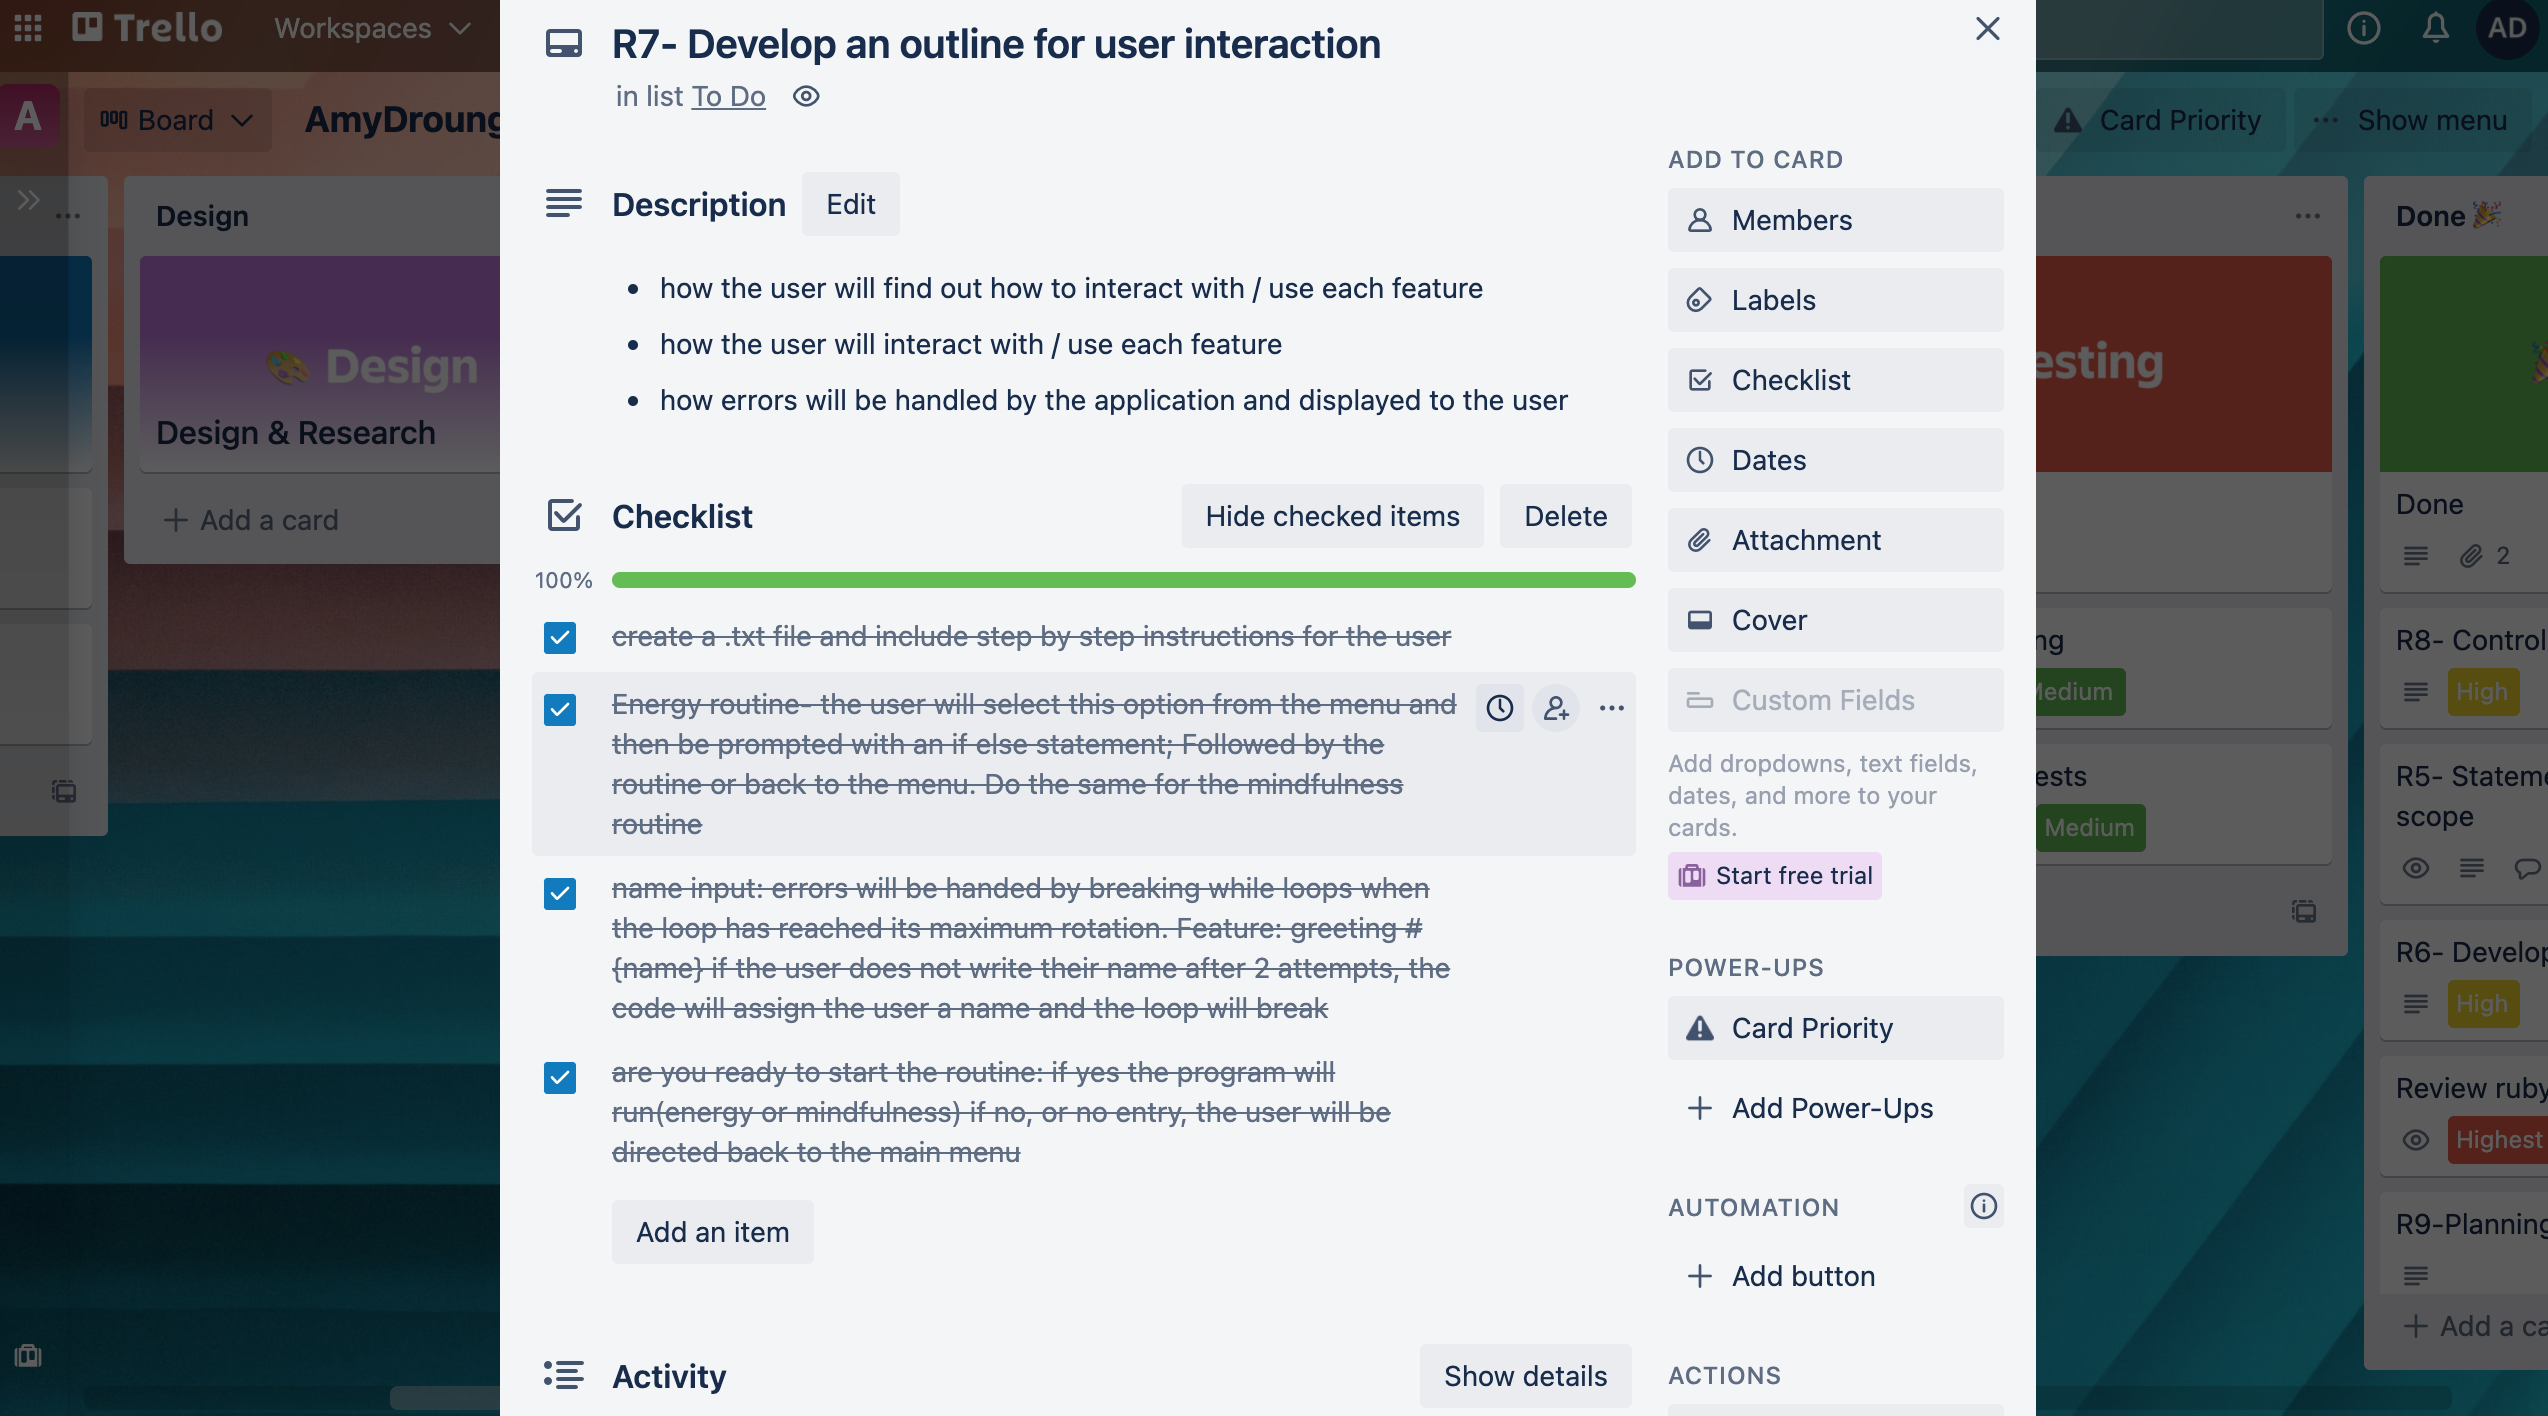 Trello
Workspaces
AD
A
Board
AmyDroung
Card Priority
Show menu
Design
Design
Design & Research
Add a card
R7- Develop an outline for user interaction
in list To Do
Description
Edit
how the user will find out how to interact with / use each feature
how the user will interact with / use each feature
how errors will be handled by the application and displayed to the user
Checklist
Hide checked items
Delete
100%
create a .txt file and include step by step instructions for the user
Energy routine- the user will select this option from the menu and
then be prompted with an if else statement; Followed by the
routine or back to the menu. Do the same for the mindfulness
routine
name input: errors will be handed by breaking while loops when
the loop has reached its maximum rotation. Feature: greeting #
{name} if the user does not write their name after 2 attempts, the
code will assign the user a name and the loop will break
are you ready to start the routine: if yes the program will
run(energy or mindfulness) if no, or no entry, the user will be
directed back to the main menu
Add an item
Activity
Show details
ADD TO CARD
Members
Labels
Checklist
Dates
Attachment
Cover
Custom Fields
Add dropdowns, text fields,
dates, and more to your
cards.
Start free trial
POWER-UPS
Card Priority
Add Power-Ups
AUTOMATION
Add button
ACTIONS
esting
ng
Medium
ests
Medium
Done
Done
2
R8- Control
High
R5- Stateme
scope
R6- Develop
High
Review ruby
Highest
R9-Planning
Add a ca